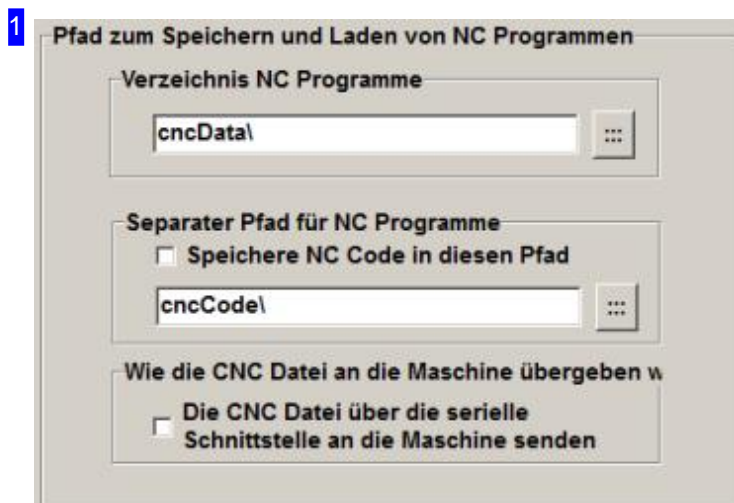 1
Pfad zum Speichern und Laden von NC Programmen
Verzeichnis NC Programme
cncData\
:::
Separater Pfad für NC Programme
Speichere NC Code in diesen Pfad
cncCode\
:::
Wie die CNC Datei an die Maschine übergeben w
Die CNC Datei über die serielle
Schnittstelle an die Maschine senden